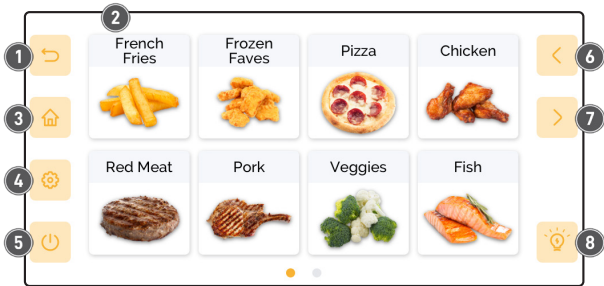 2
French
Fries
Frozen
Faves
Pizza
Chicken
1
6
3
7
Red Meat
Pork
Veggies
Fish
4
5
8